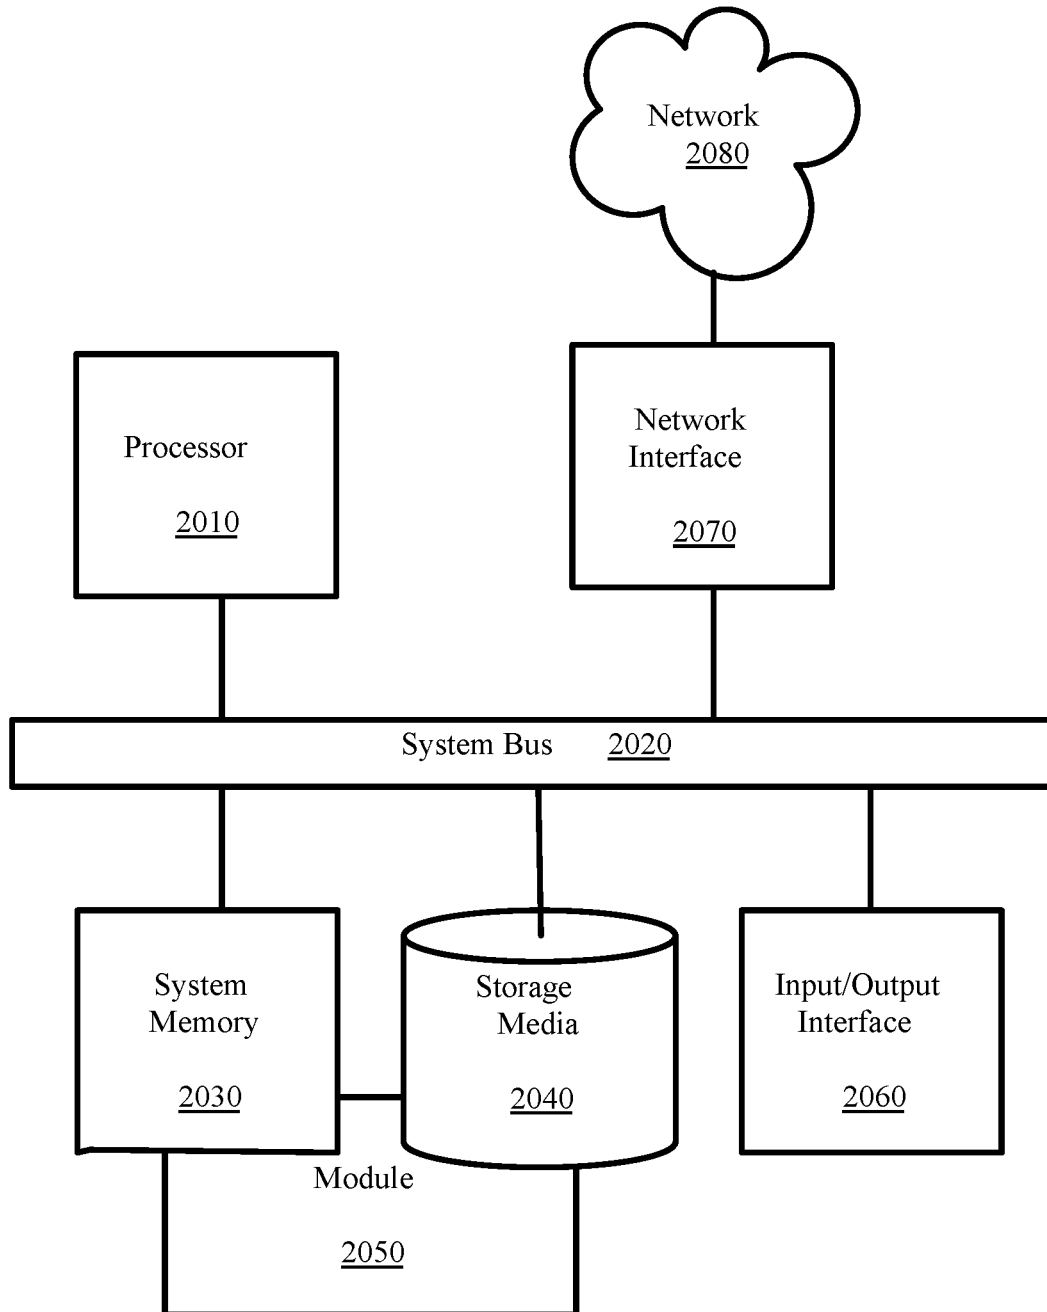 Network
2080
Processor
2010
Network
Interface
2070
System Bus 2020
System
Memory
2030
Storage
Media
2040
Input/Output
Interface
2060
Module
2050